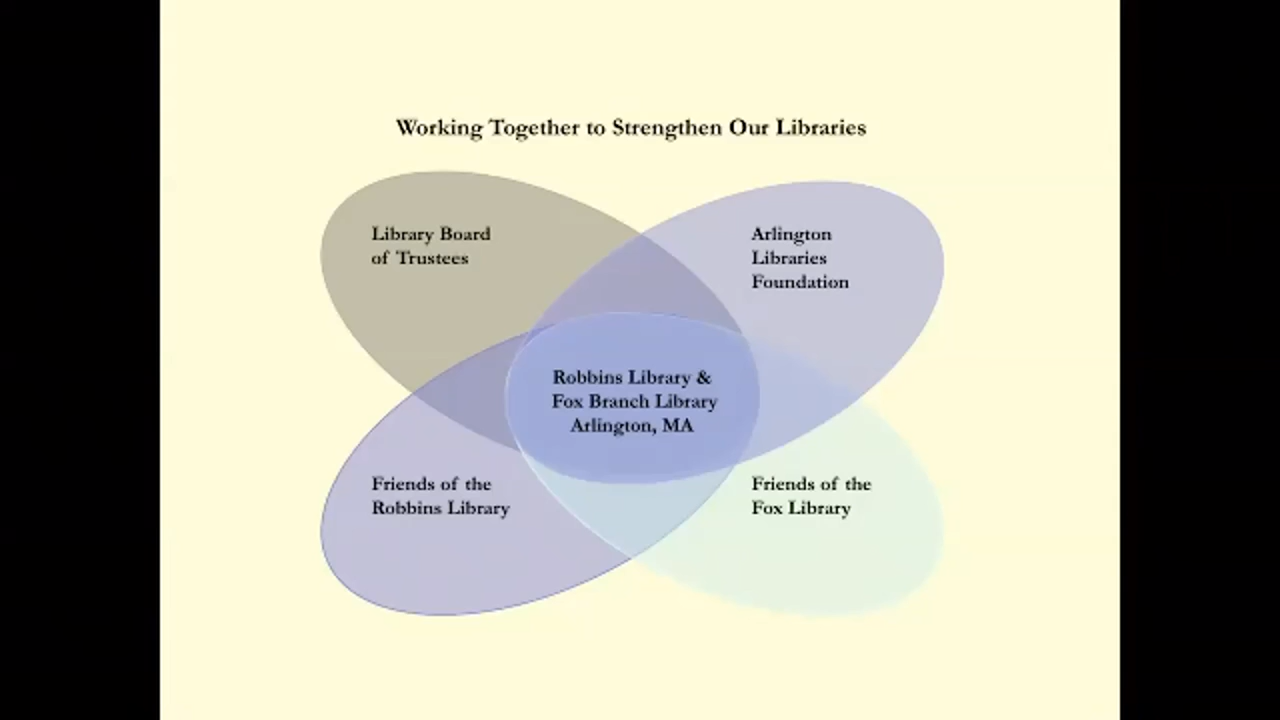 Working Together to Strengthen Our Libraries
Library Board
of Trustees
Arlington
Libraries
Foundation
Robbins Library &
Fox Branch Library
Arlington, MA
Friends of the
Robbins Library
Friends of the
Fox Library